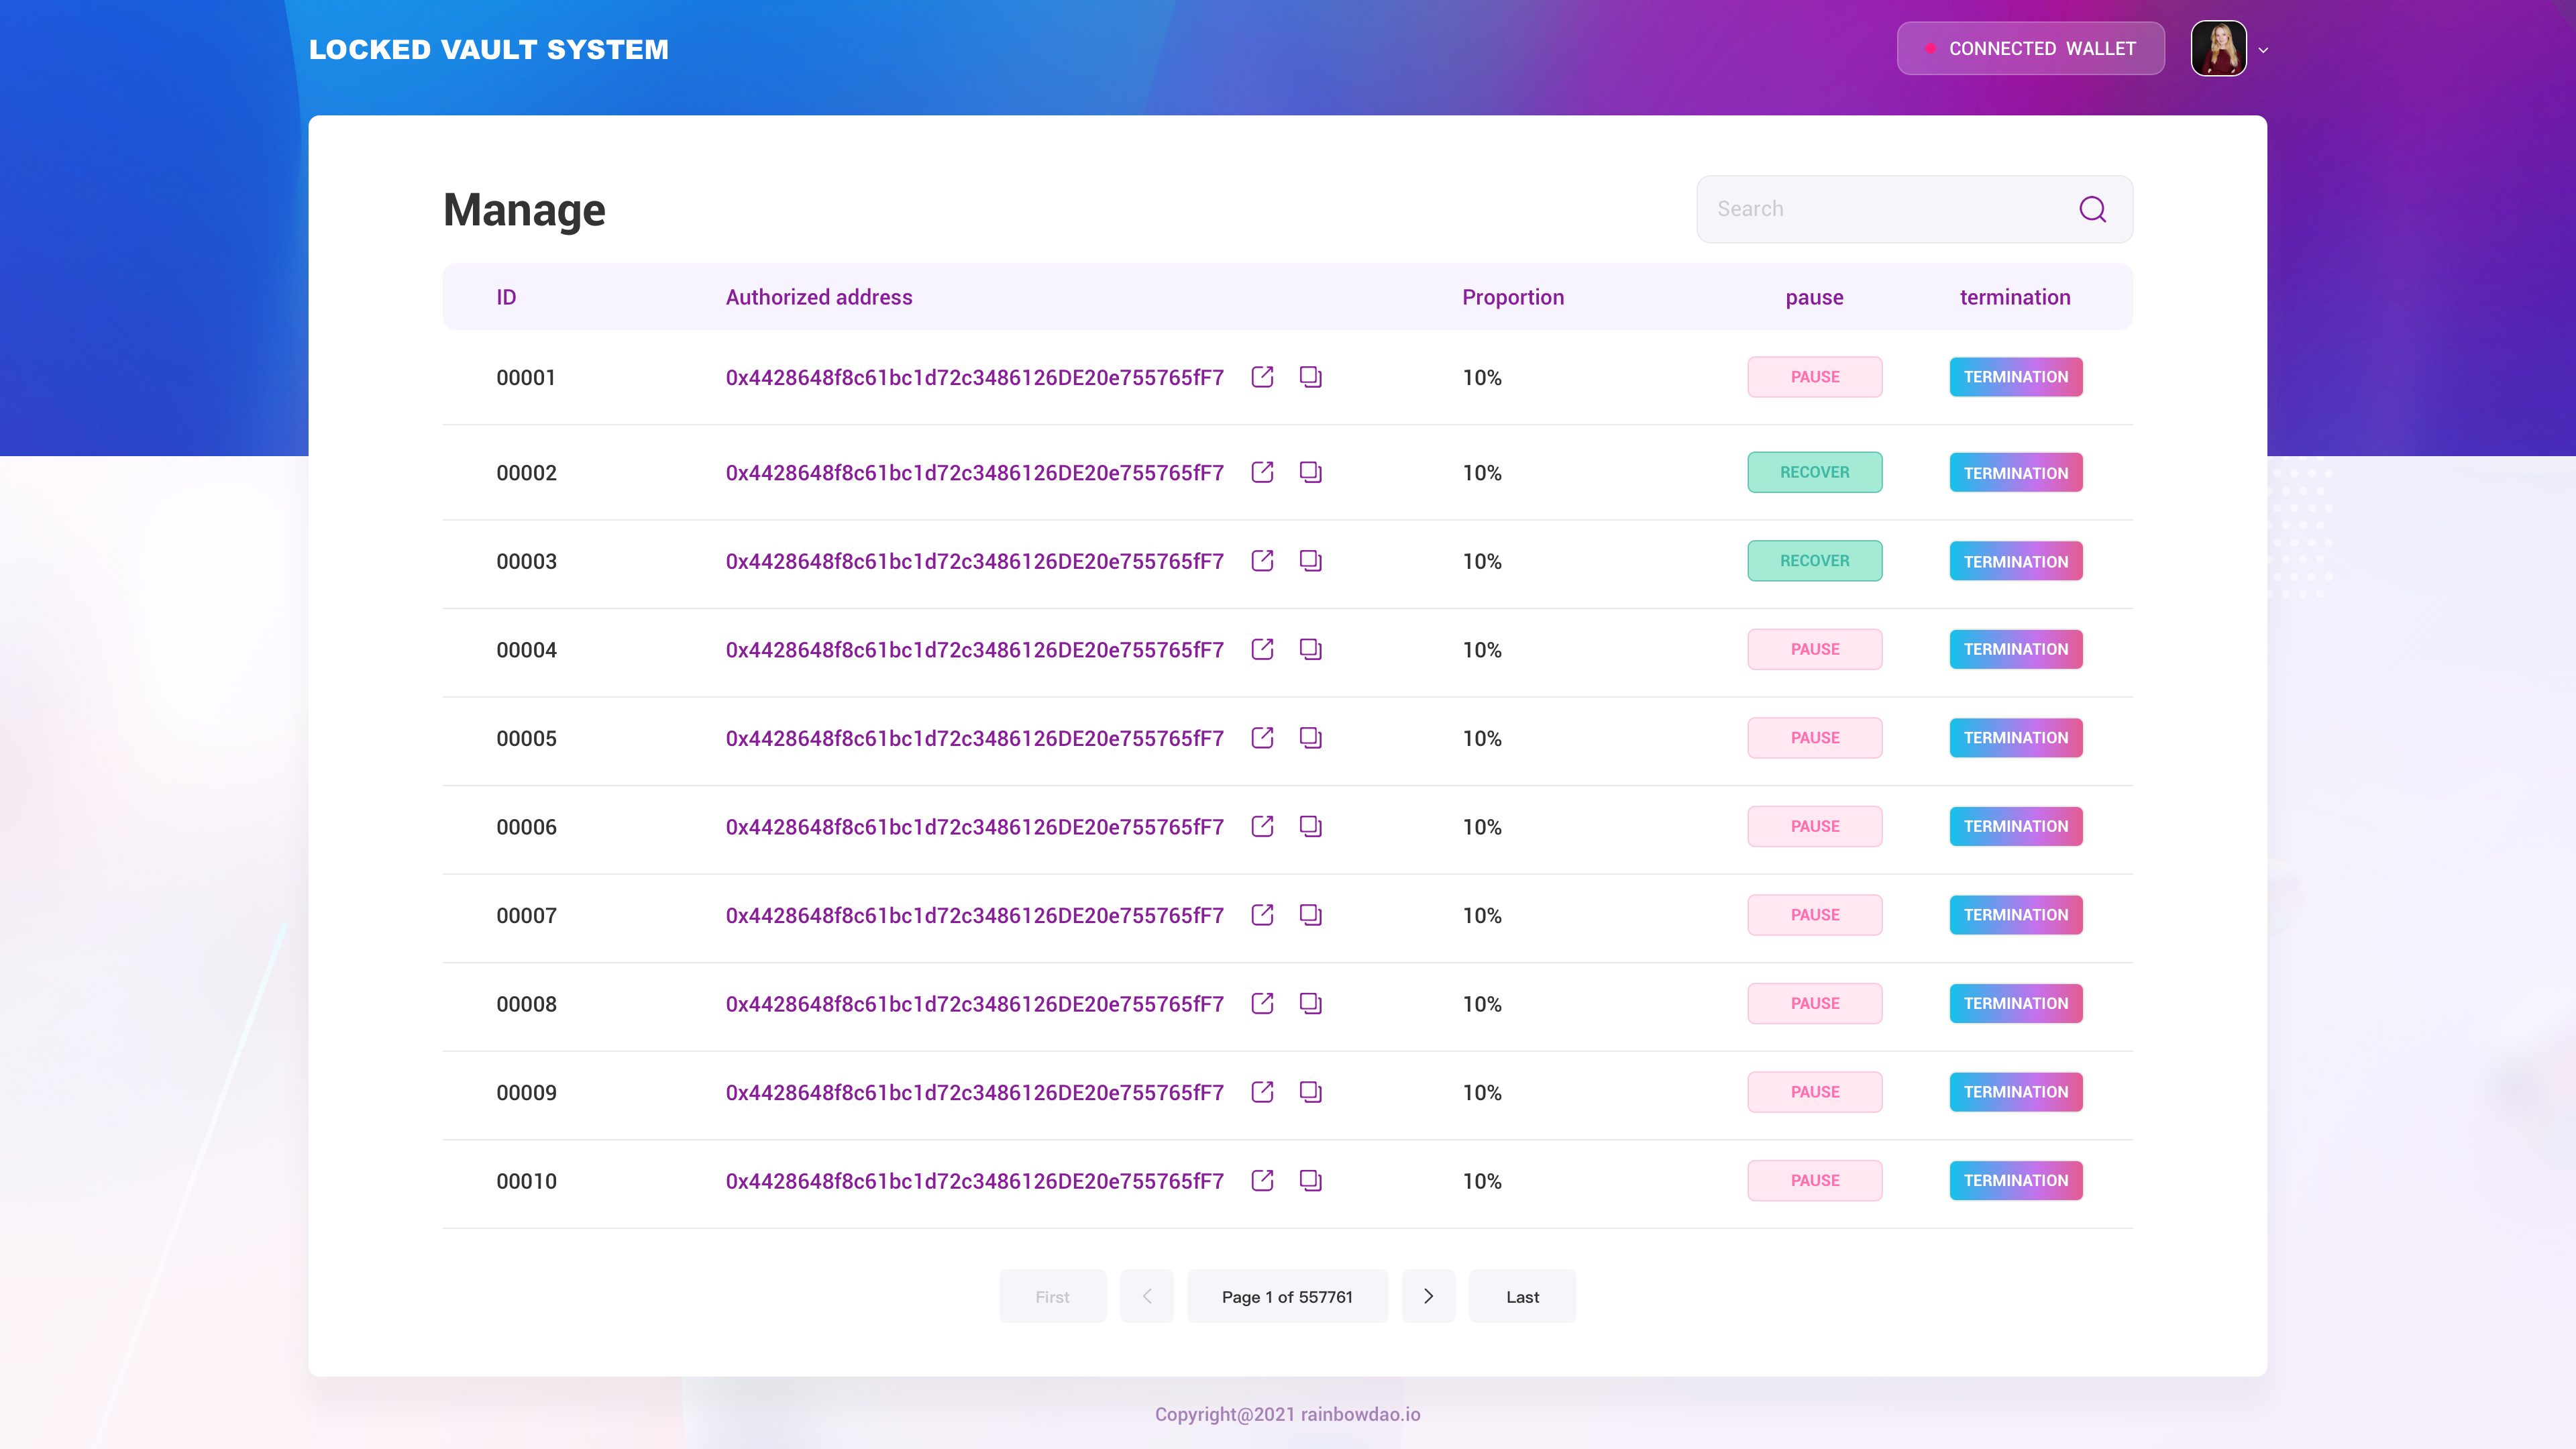 LOCKED VAULT SYSTEM
CONNECTED WALLET
Manage
Search
ID Authorized address Proportion pause termination
00001 0x4428648f8c61bc1d72c3486126DE20e755765fF7 10% PAUSE TERMINATION
00002 0x4428648f8c61bc1d72c3486126DE20e755765fF7 10% RECOVER TERMINATION
00003 0x4428648f8c61bc1d72c3486126DE20e755765fF7 10% RECOVER TERMINATION
00004 0x4428648f8c61bc1d72c3486126DE20e755765fF7 10% PAUSE TERMINATION
00005 0x4428648f8c61bc1d72c3486126DE20e755765fF7 10% PAUSE TERMINATION
00006 0x4428648f8c61bc1d72c3486126DE20e755765fF7 10% PAUSE TERMINATION
00007 0x4428648f8c61bc1d72c3486126DE20e755765fF7 10% PAUSE TERMINATION
00008 0x4428648f8c61bc1d72c3486126DE20e755765fF7 10% PAUSE TERMINATION
00009 0x4428648f8c61bc1d72c3486126DE20e755765fF7 10% PAUSE TERMINATION
00010 0x4428648f8c61bc1d72c3486126DE20e755765fF7 10% PAUSE TERMINATION
First Page 1 of 557761 Last
Copyright@2021 rainbowdao.io